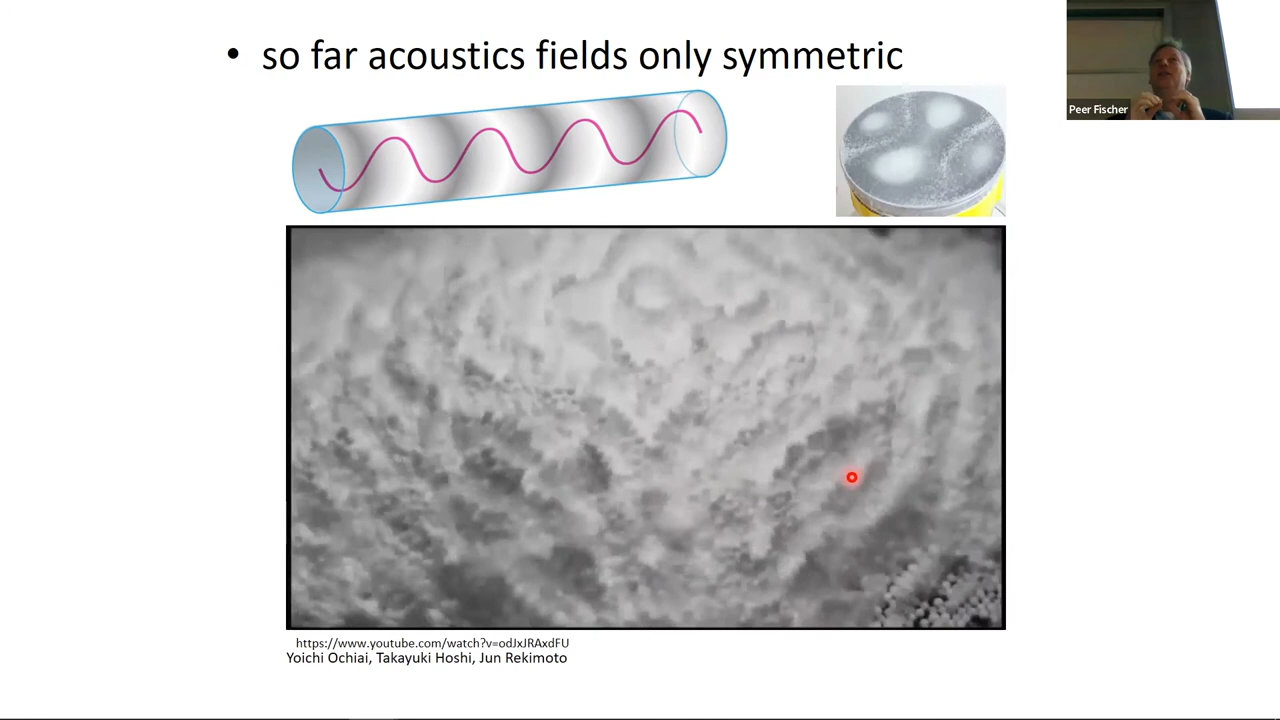 • so far acoustics fields only symmetric
Peer Fischer
https://www.youtube.com/watch?v=odJxJRAxdFU
Yoichi Ochiai, Takayuki Hoshi, Jun Rekimoto